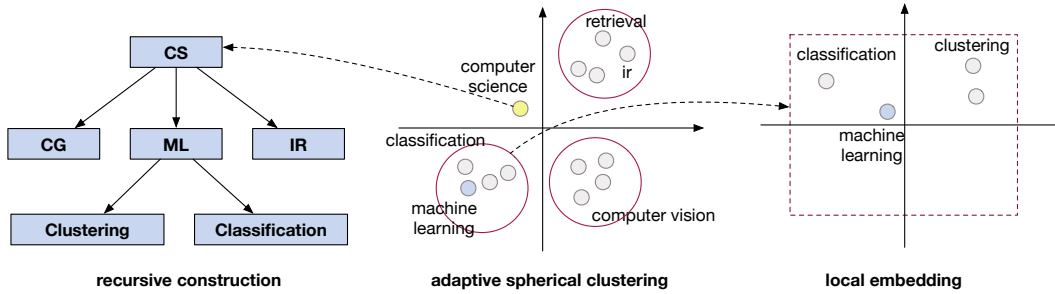 CS
CG
ML
IR
Clustering
Classification
recursive construction
retrieval
ir
computer
science
classification
machine
learning
computer vision
adaptive spherical clustering
classification
clustering
machine
learning
local embedding